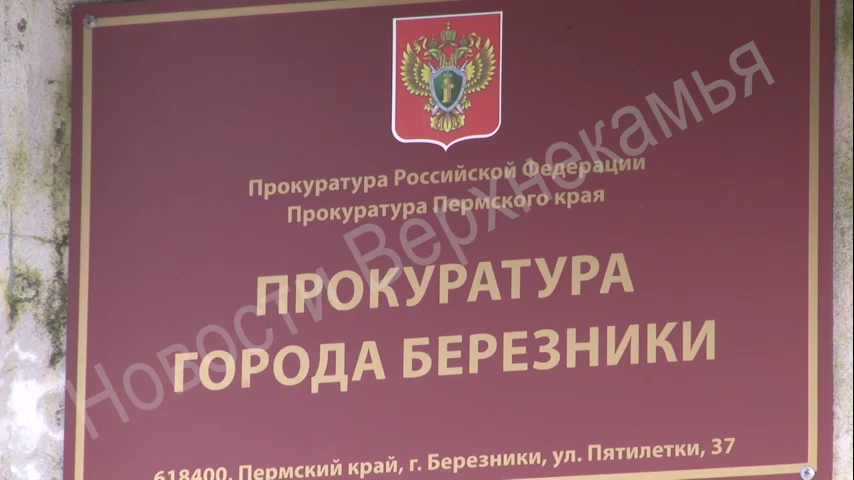 Прокуратура Российской Федерации
Прокуратура Пермского края
ПРОКУРАТУРА
ГОРОДА БЕРЕЗНИКИ
618400, Пермский край, г. Березники, ул. Пятилетки, 37
Новости Верхнекамья